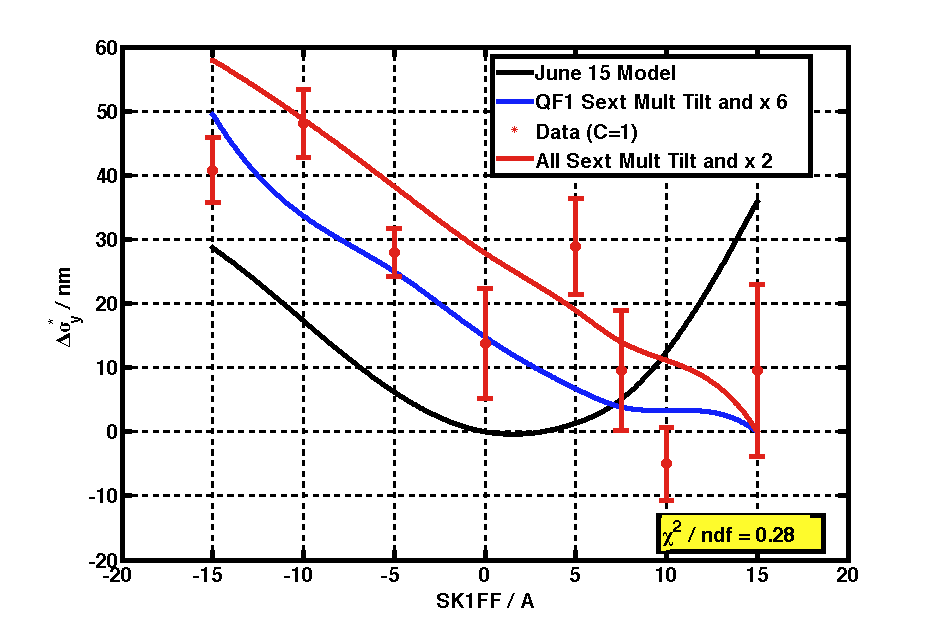 60
50
40
30
20
10
0
-10
-20
Δσ*y / nm
June 15 Model
QF1 Sext Mult Tilt and x 6
Data (C=1)
All Sext Mult Tilt and x 2
χ2 / ndf = 0.28
-20 -15 -10 -5 0 5 10 15 20
SK1FF / A